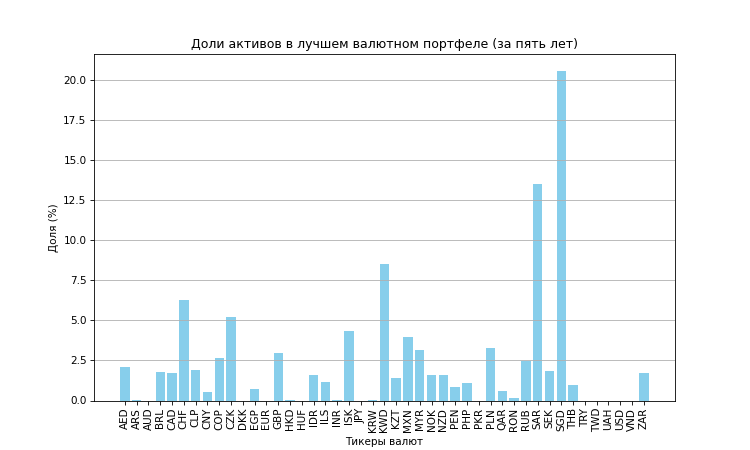 Доли активов в лучшем валютном портфеле (за пять лет)
20.0
17.5
15.0
12.5
10.0
7.5
5.0
2.5
0.0
Доля (%)
AED
ARS
AUD
BRL
CAD
CHF
CLP
CNY
COP
CZK
DKK
EGP
EUR
GBP
HKD
HUF
IDR
ILS
INR
ISK
JPY
KRW
KWD
KZT
MXN
MYR
NOK
NZD
PEN
PHP
PKR
PLN
QAR
RON
RUB
SAR
SEK
SGD
THB
TRY
TWD
UAH
USD
VND
ZAR
Тикеры валют